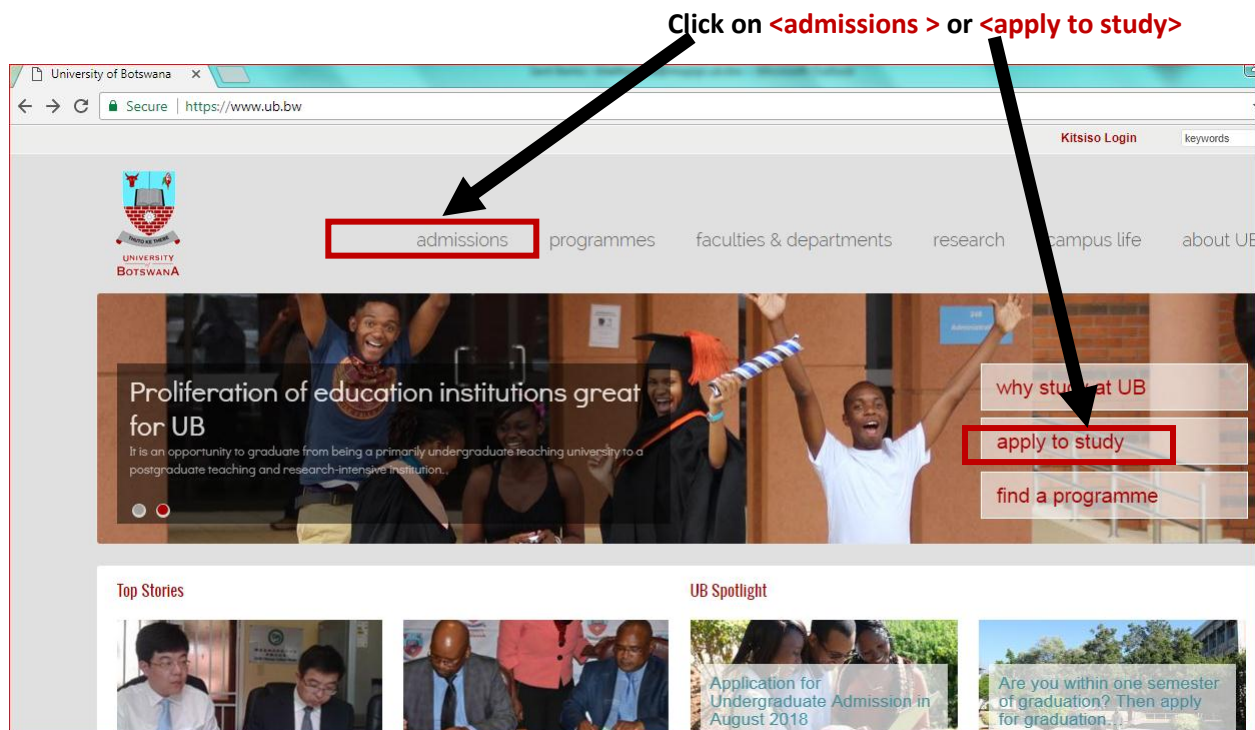 Click on <admissions > or <apply to study>
University of Botswana
Secure | https://www.ub.bw
Kitsiso Login
keywords
THUTO KE THEBE
UNIVERSITY
OF
BOTSWANA
admissions programmes faculties & departments research campus life about UB
Proliferation of education institutions great
for UB
It is an opportunity to graduate from being a primarily undergraduate teaching university to a
postgraduate teaching and research-intensive institution..
why study at UB
apply to study
find a programme
Top Stories
UB Spotlight
Application for
Undergraduate Admission in
August 2018
Are you within one semester
of graduation? Then apply
for graduation...